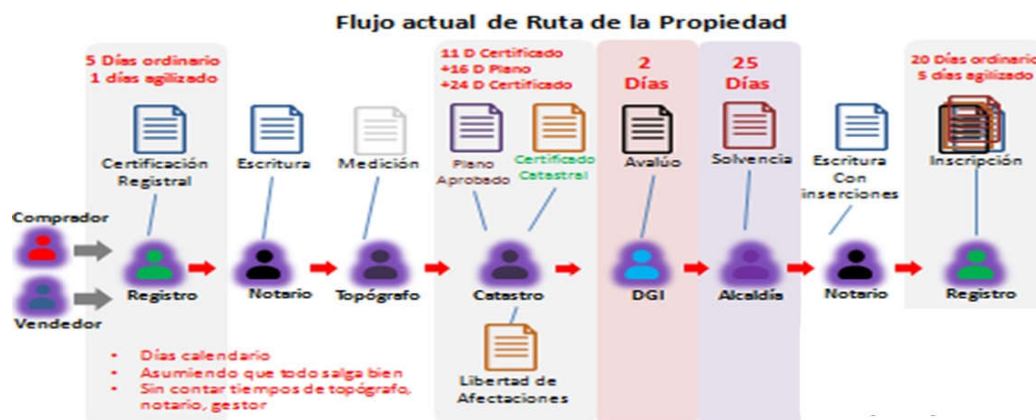 Flujo actual de Ruta de la Propiedad
5 Días ordinario
1 días agilizado
11 D Certificado
+16 D Plano
+24 D Certificado
2
Días
25
Días
20 Días ordinario
5 días agilizado
Certificación
Registral
Escritura
Medición
Plano
Aprobado
Certificado
Catastral
Avalúo
Solvencia
Escritura
Con
inserciones
Inscripción
Comprador
Vendedor
Registro
Notario
Topógrafo
Catastro
DGI
Alcaldía
Notario
Registro
Libertad de
Afectaciones
• Días calendario
• Asumiendo que todo salga bien
• Sin contar tiempos de topógrafo,
notario, gestor